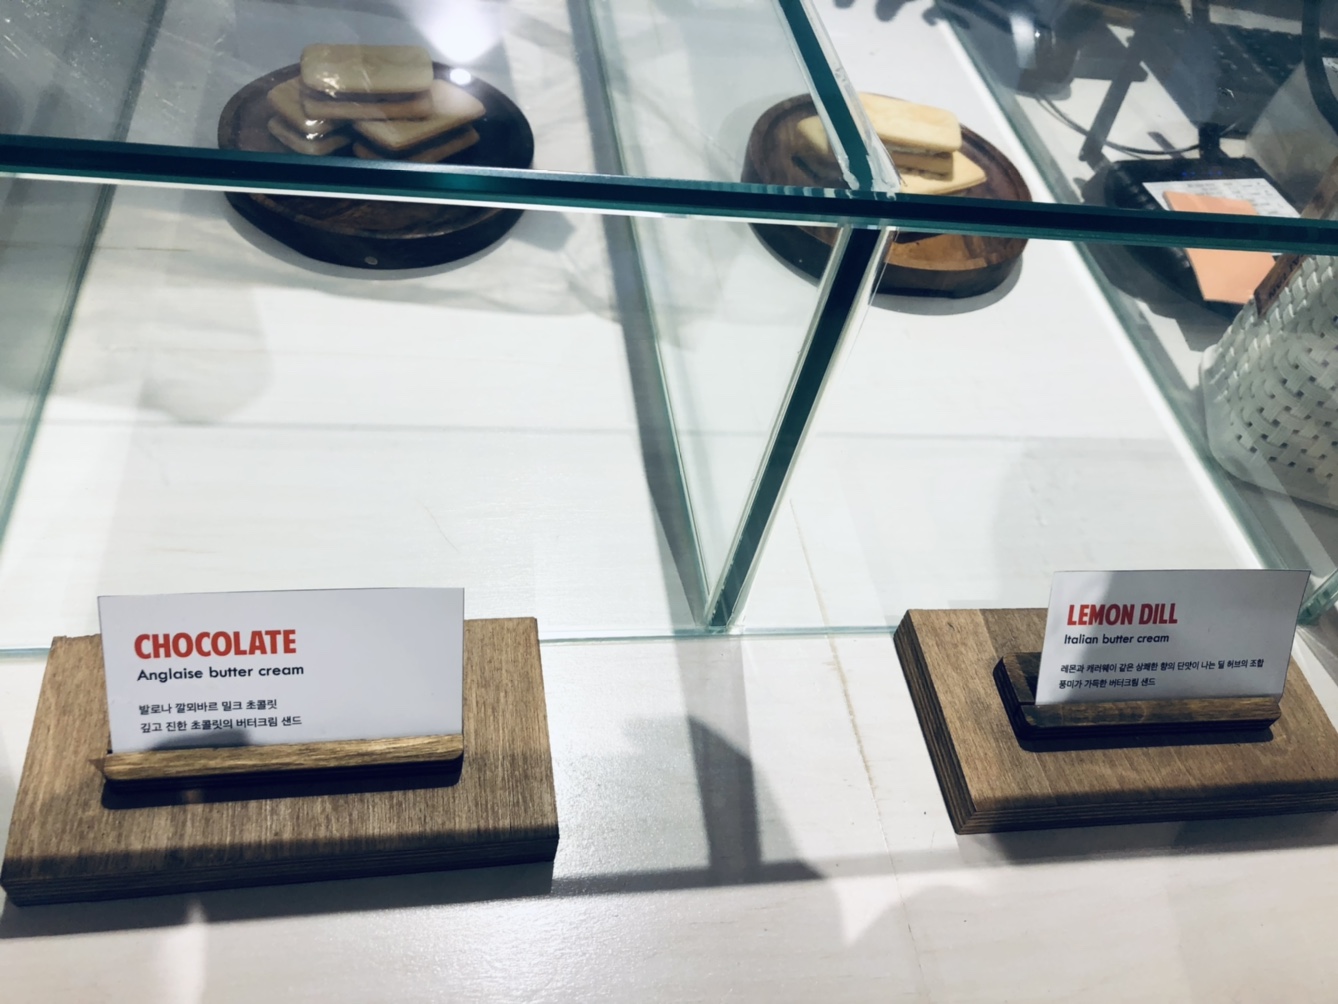 CHOCOLATE
Anglaise butter cream
발로나 깔뾔바르 밀크 초콜릿
깊고 진한 초콜릿의 버터크림 샌드
LEMON DILL
Italian butter cream
레몬과 캐러웨이 같은 상쾌한 향의 단맛이 나는 딜 허브의 조합
풍미가 가득한 버터크림 샌드